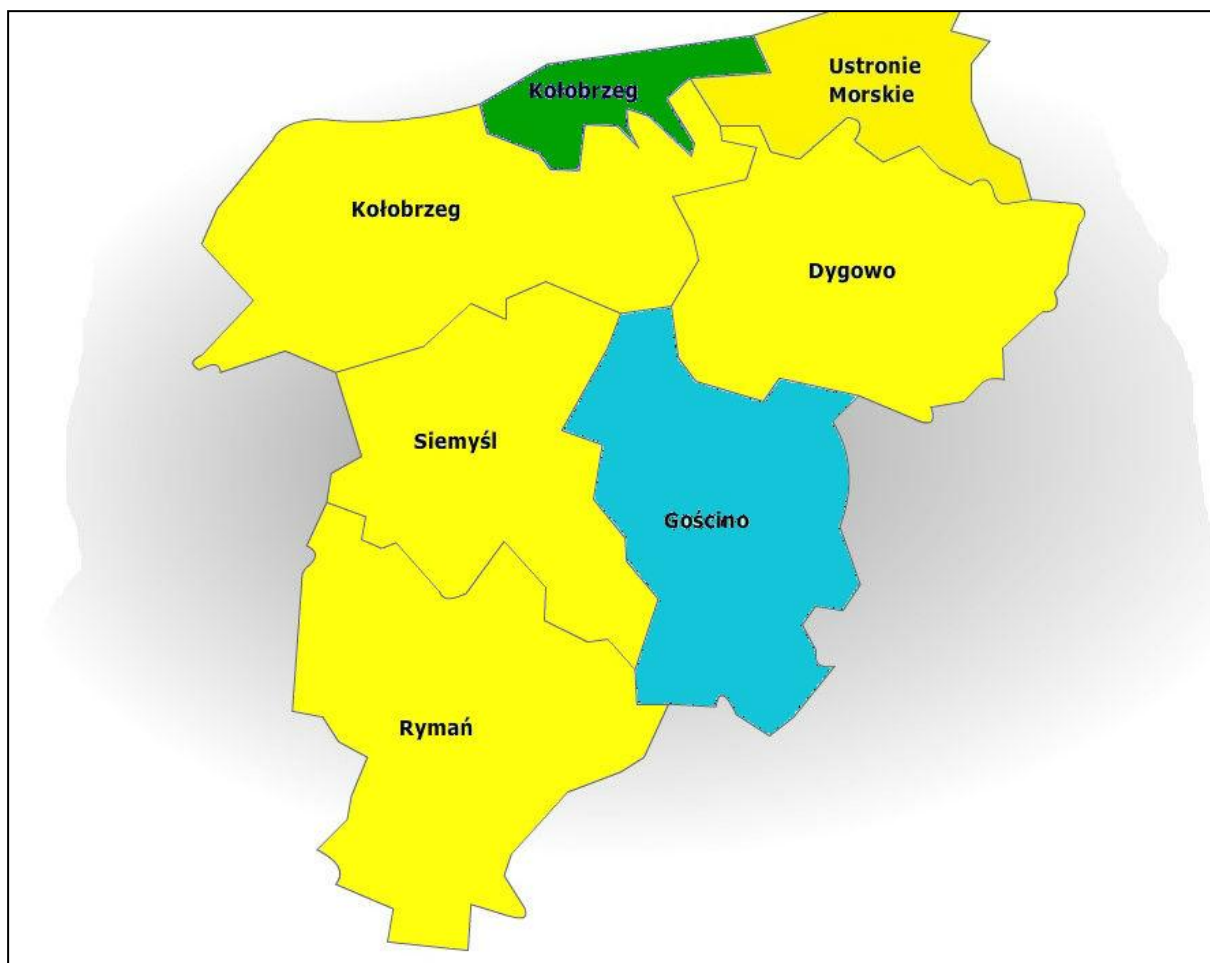 Kołobrzeg
Ustronie
Morskie
Kołobrzeg
Dygowo
Siemyśl
Gościno
Rymań